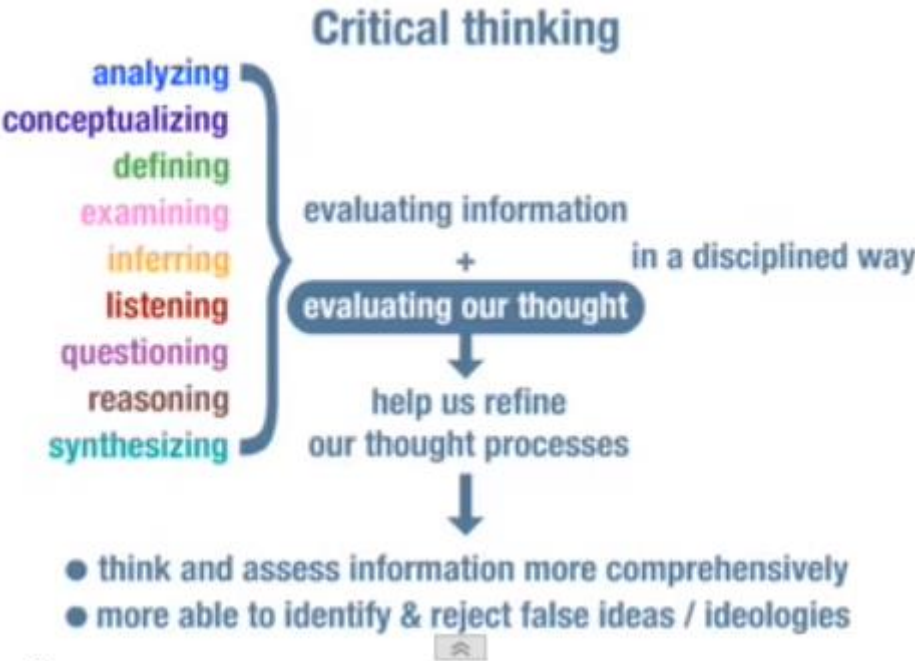 Critical thinking
analyzing
conceptualizing
defining
examining
inferring
listening
questioning
reasoning
synthesizing
evaluating information
+
in a disciplined way
evaluating our thought
help us refine
our thought processes
● think and assess information more comprehensively
● more able to identify & reject false ideas / ideologies